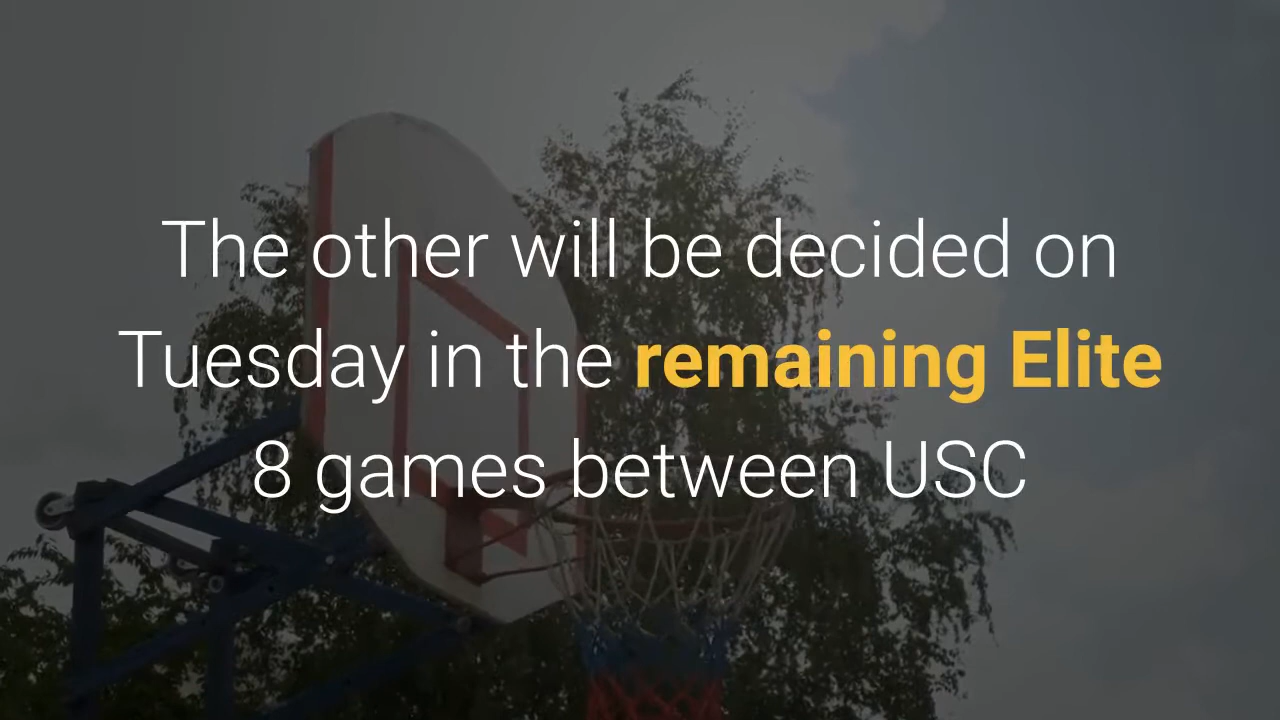 The other will be decided on
Tuesday in the remaining Elite
8 games between USC